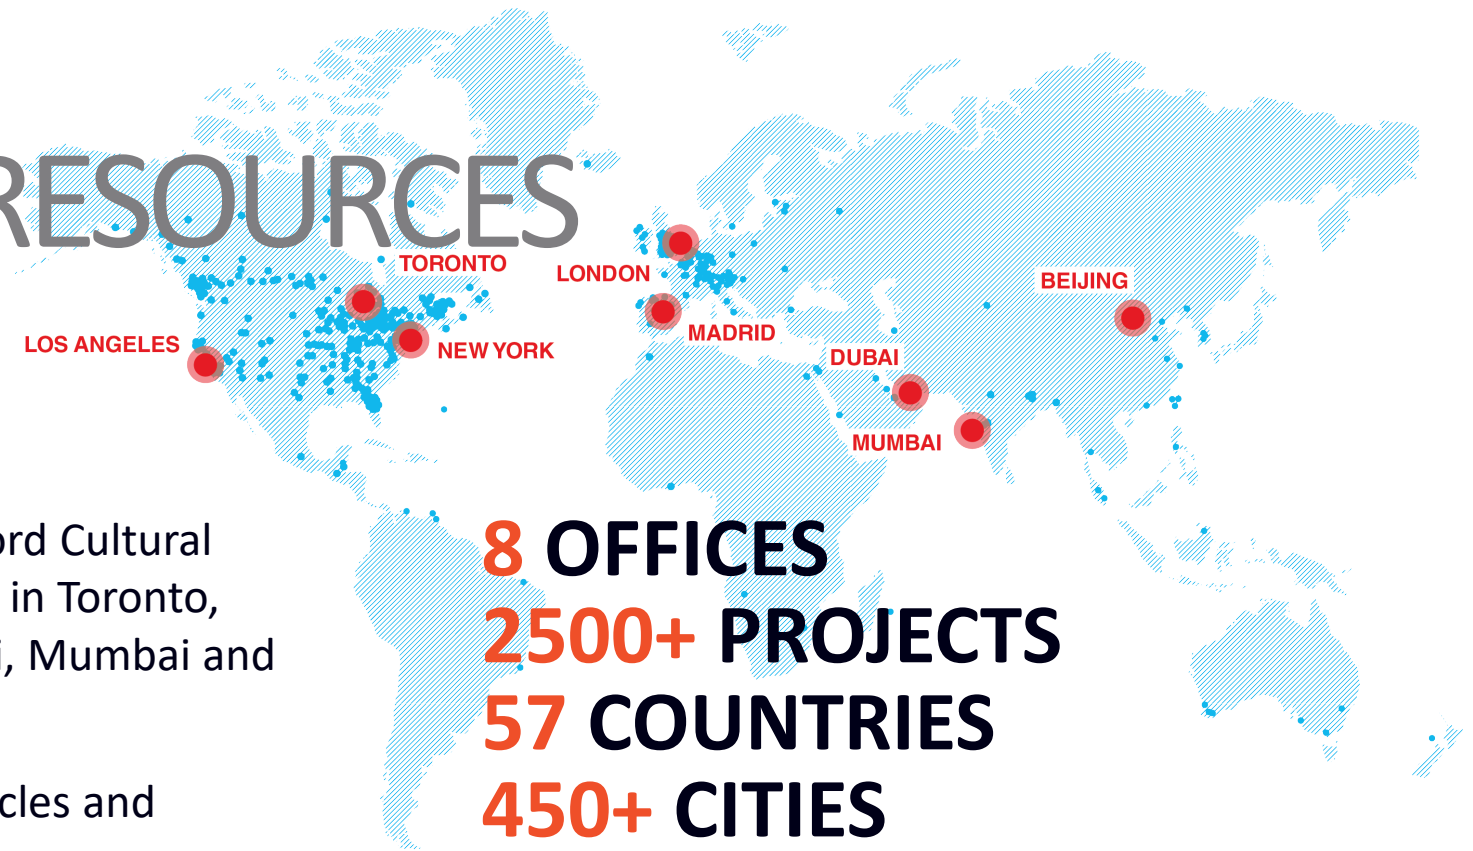 RESOURCES
TORONTO
LONDON
BEIJING
LOS ANGELES
NEW YORK
MADRID
DUBAI
MUMBAI
ord Cultural
in Toronto,
i, Mumbai and
cles and
8 OFFICES
2500+ PROJECTS
57 COUNTRIES
450+ CITIES